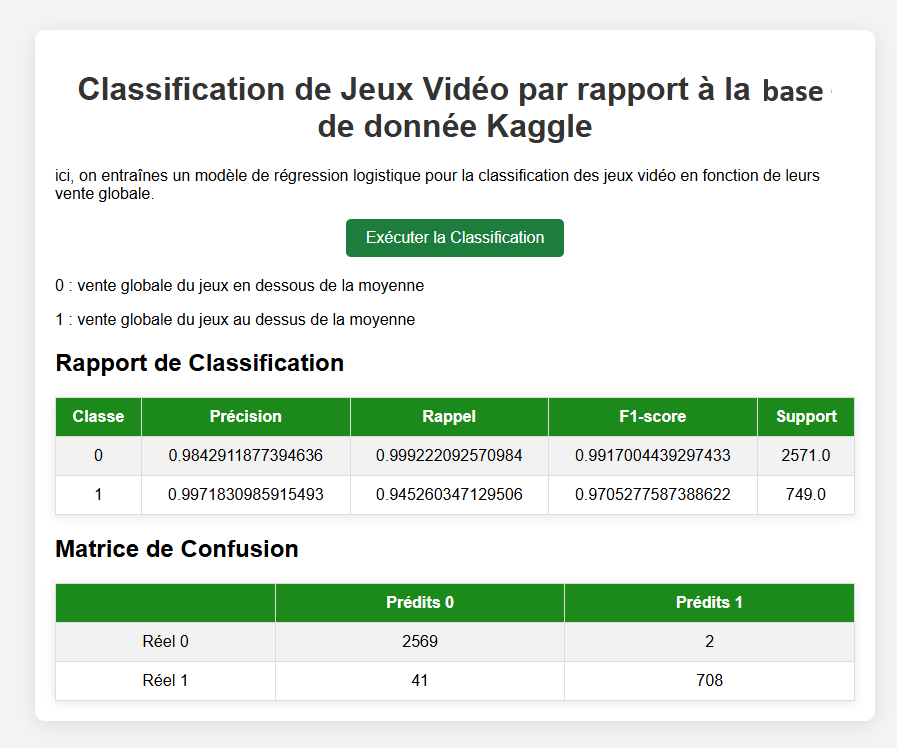 Classification de Jeux Vidéo par rapport à la base
de donnée Kaggle
ici, on entraînes un modèle de régression logistique pour la classification des jeux vidéo en fonction de leurs
vente globale.
Exécuter la Classification
0 : vente globale du jeux en dessous de la moyenne
1 : vente globale du jeux au dessus de la moyenne
Rapport de Classification
Classe Précision Rappel F1-score Support
0 0.9842911877394636 0.999222092570984 0.9917004439297433 2571.0
1 0.9971830985915493 0.945260347129506 0.9705277587388622 749.0
Matrice de Confusion
Prédits 0 Prédits 1
Réel 0 2569 2
Réel 1 41 708